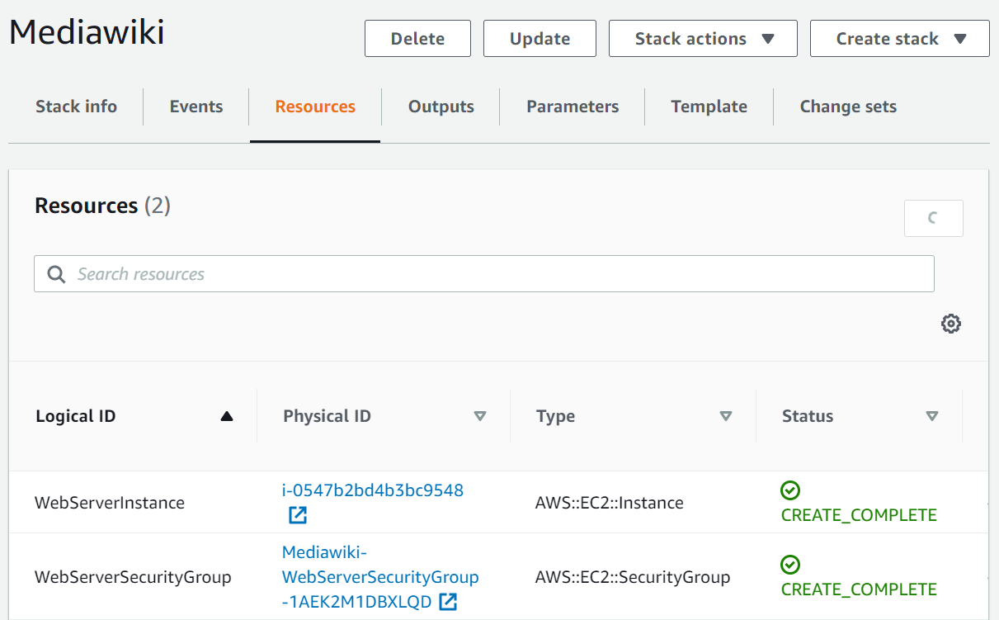 Mediawiki
Delete
Update
Stack actions
Create stack
Stack info
Events
Resources
Outputs
Parameters
Template
Change sets
Resources (2)
Search resources
Logical ID
Physical ID
Type
Status
WebServerInstance
i-0547b2bd4b3bc9548
AWS::EC2::Instance
CREATE_COMPLETE
WebServerSecurityGroup
Mediawiki-
WebServerSecurityGroup
-1AEK2M1DBXLQD
AWS::EC2::SecurityGroup
CREATE_COMPLETE